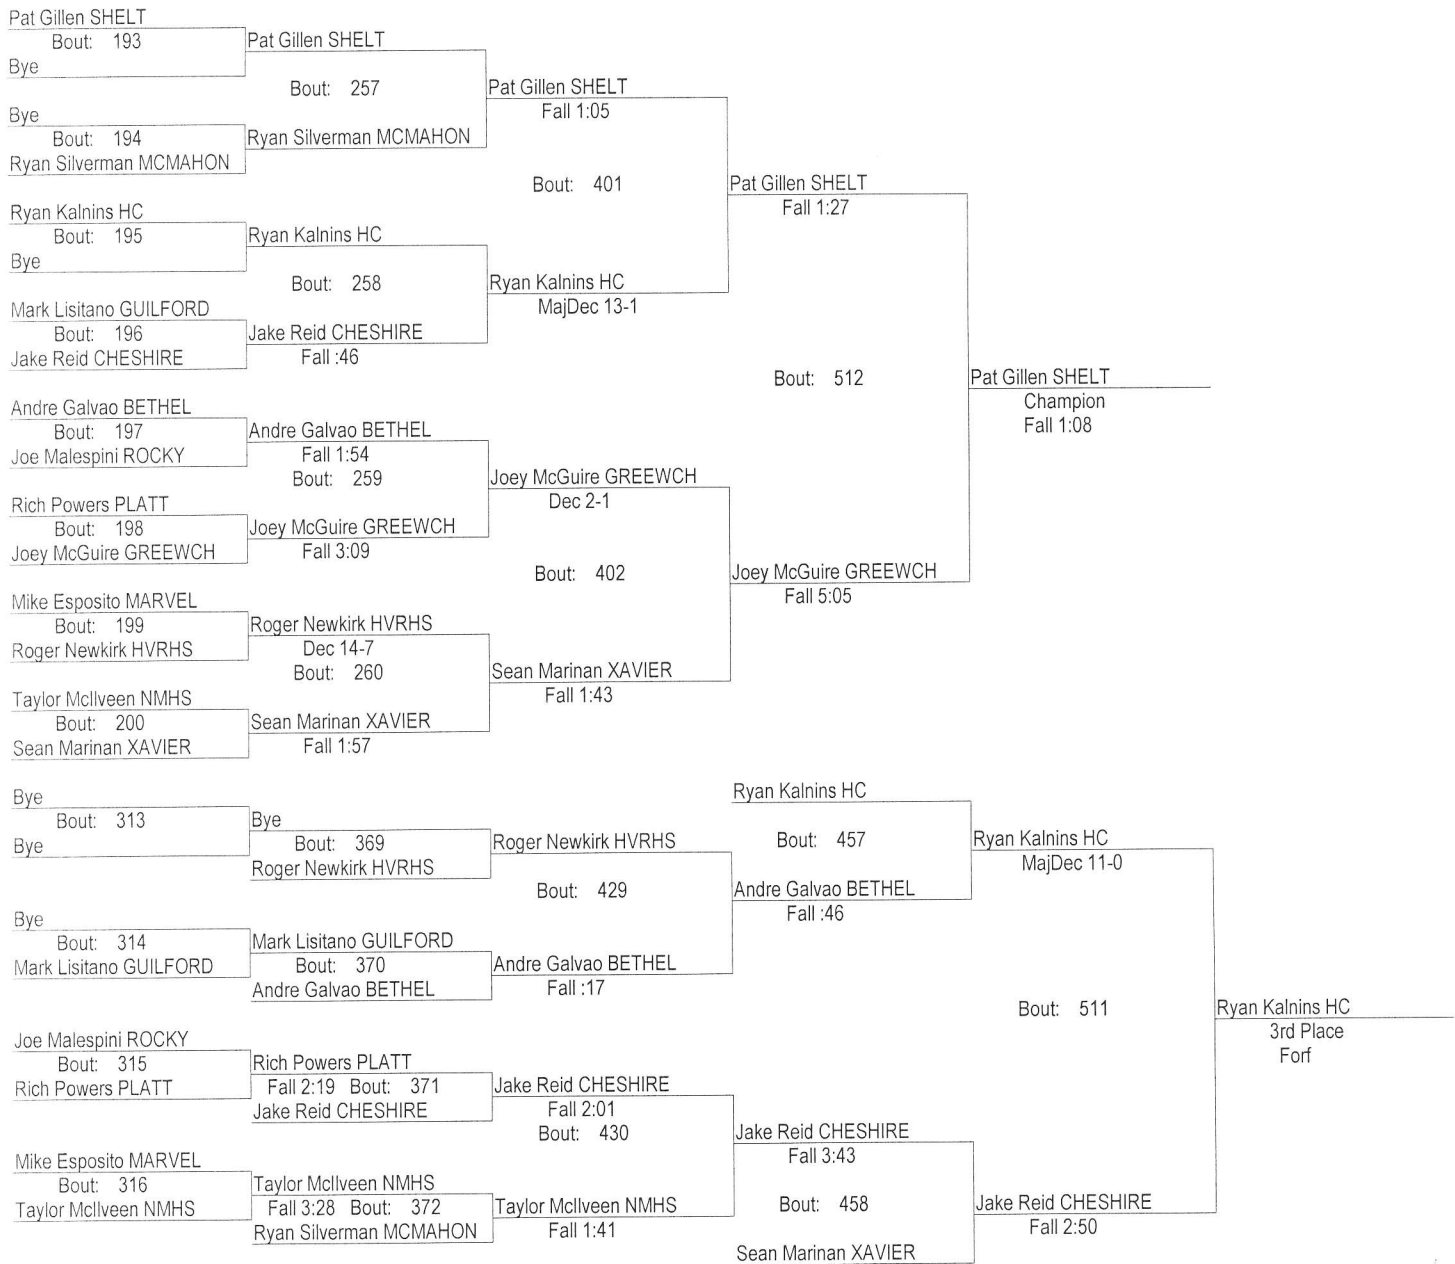 Pat Gillen SHELT
Bout: 193
Bye
Pat Gillen SHELT
Bout: 257
Pat Gillen SHELT
Fall 1:05
Bye
Bout: 194
Ryan Silverman MCMAHON
Ryan Silverman MCMAHON
Bout: 401
Pat Gillen SHELT
Fall 1:27
Ryan Kalnins HC
Bout: 195
Bye
Ryan Kalnins HC
Bout: 258
Ryan Kalnins HC
MajDec 13-1
Mark Lisitano GUILFORD
Bout: 196
Jake Reid CHESHIRE
Jake Reid CHESHIRE
Fall :46
Bout: 512
Pat Gillen SHELT
Champion
Fall 1:08
Andre Galvao BETHEL
Bout: 197
Joe Malespini ROCKY
Andre Galvao BETHEL
Fall 1:54
Bout: 259
Joey McGuire GREEWCH
Dec 2-1
Rich Powers PLATT
Bout: 198
Joey McGuire GREEWCH
Joey McGuire GREEWCH
Fall 3:09
Bout: 402
Joey McGuire GREEWCH
Fall 5:05
Mike Esposito MARVEL
Bout: 199
Roger Newkirk HVRHS
Roger Newkirk HVRHS
Dec 14-7
Bout: 260
Sean Marinan XAVIER
Fall 1:43
Taylor McIlveen NMHS
Bout: 200
Sean Marinan XAVIER
Sean Marinan XAVIER
Fall 1:57
Bye
Bout: 313
Bye
Bye
Bout: 369
Roger Newkirk HVRHS
Roger Newkirk HVRHS
Bout: 429
Ryan Kalnins HC
Bout: 457
Andre Galvao BETHEL
Fall :46
Ryan Kalnins HC
MajDec 11-0
Bye
Bout: 314
Mark Lisitano GUILFORD
Mark Lisitano GUILFORD
Bout: 370
Andre Galvao BETHEL
Andre Galvao BETHEL
Fall :17
Bout: 511
Ryan Kalnins HC
3rd Place
Forf
Joe Malespini ROCKY
Bout: 315
Rich Powers PLATT
Rich Powers PLATT
Fall 2:19 Bout: 371
Jake Reid CHESHIRE
Jake Reid CHESHIRE
Fall 2:01
Bout: 430
Jake Reid CHESHIRE
Fall 3:43
Mike Esposito MARVEL
Bout: 316
Taylor McIlveen NMHS
Taylor McIlveen NMHS
Fall 3:28 Bout: 372
Ryan Silverman MCMAHON
Taylor McIlveen NMHS
Fall 1:41
Bout: 458
Sean Marinan XAVIER
Jake Reid CHESHIRE
Fall 2:50